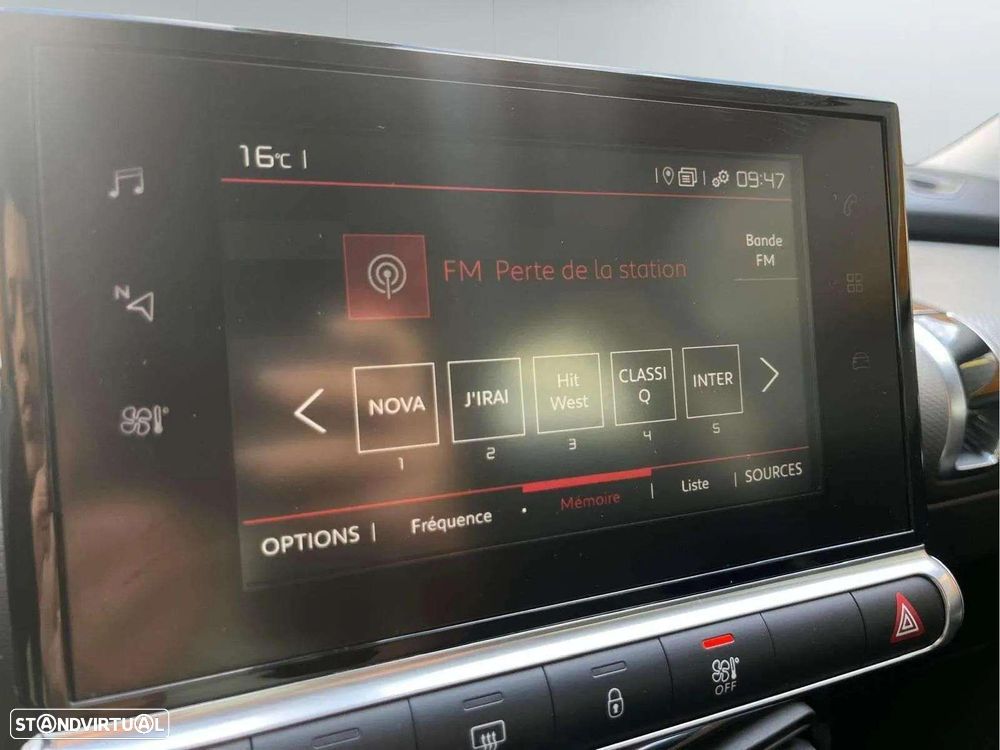 16°C
09:47
N
Bande
FM
FM Perte de la station
NOVA
J'IRAI
Hit
West
CLASSI
Q
INTER
1
2
3
4
5
OPTIONS
Fréquence
Mémoire
Liste
SOURCES
OFF
STANDVIRTUAL